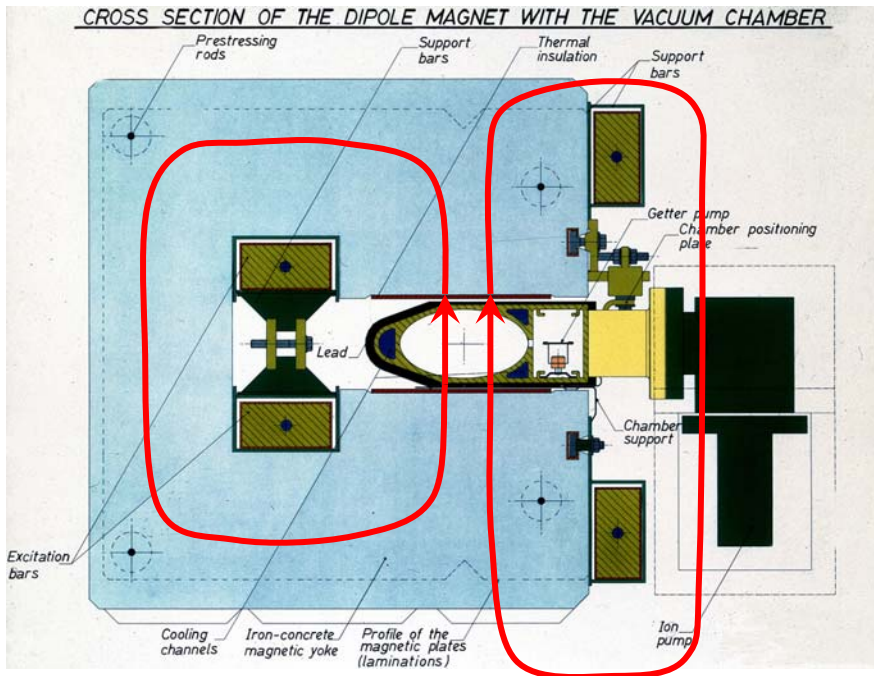 CROSS SECTION OF THE DIPOLE MAGNET WITH THE VACUUM CHAMBER
Prestressing
rods
Support
bars
Thermal
insulation
Support
bars
Getter pump
Chamber positioning
plate
Lead
Chamber
support
Excitation
bars
Cooling
channels
Iron-concrete
magnetic yoke
Profile of the
magnetic plates
(laminations)
Ion
pump